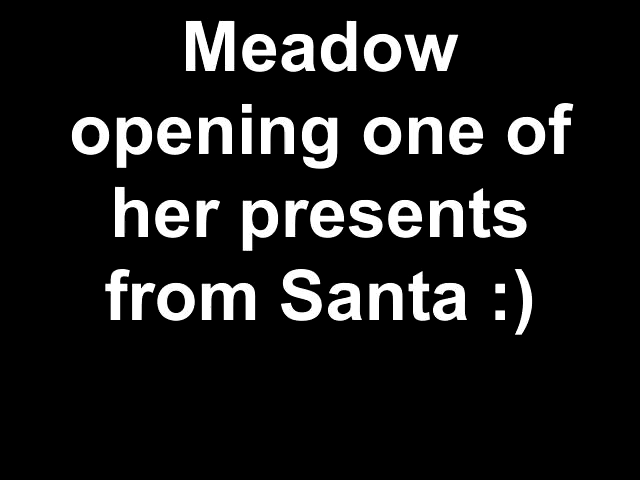 Meadow
opening one of
her presents
from Santa :)